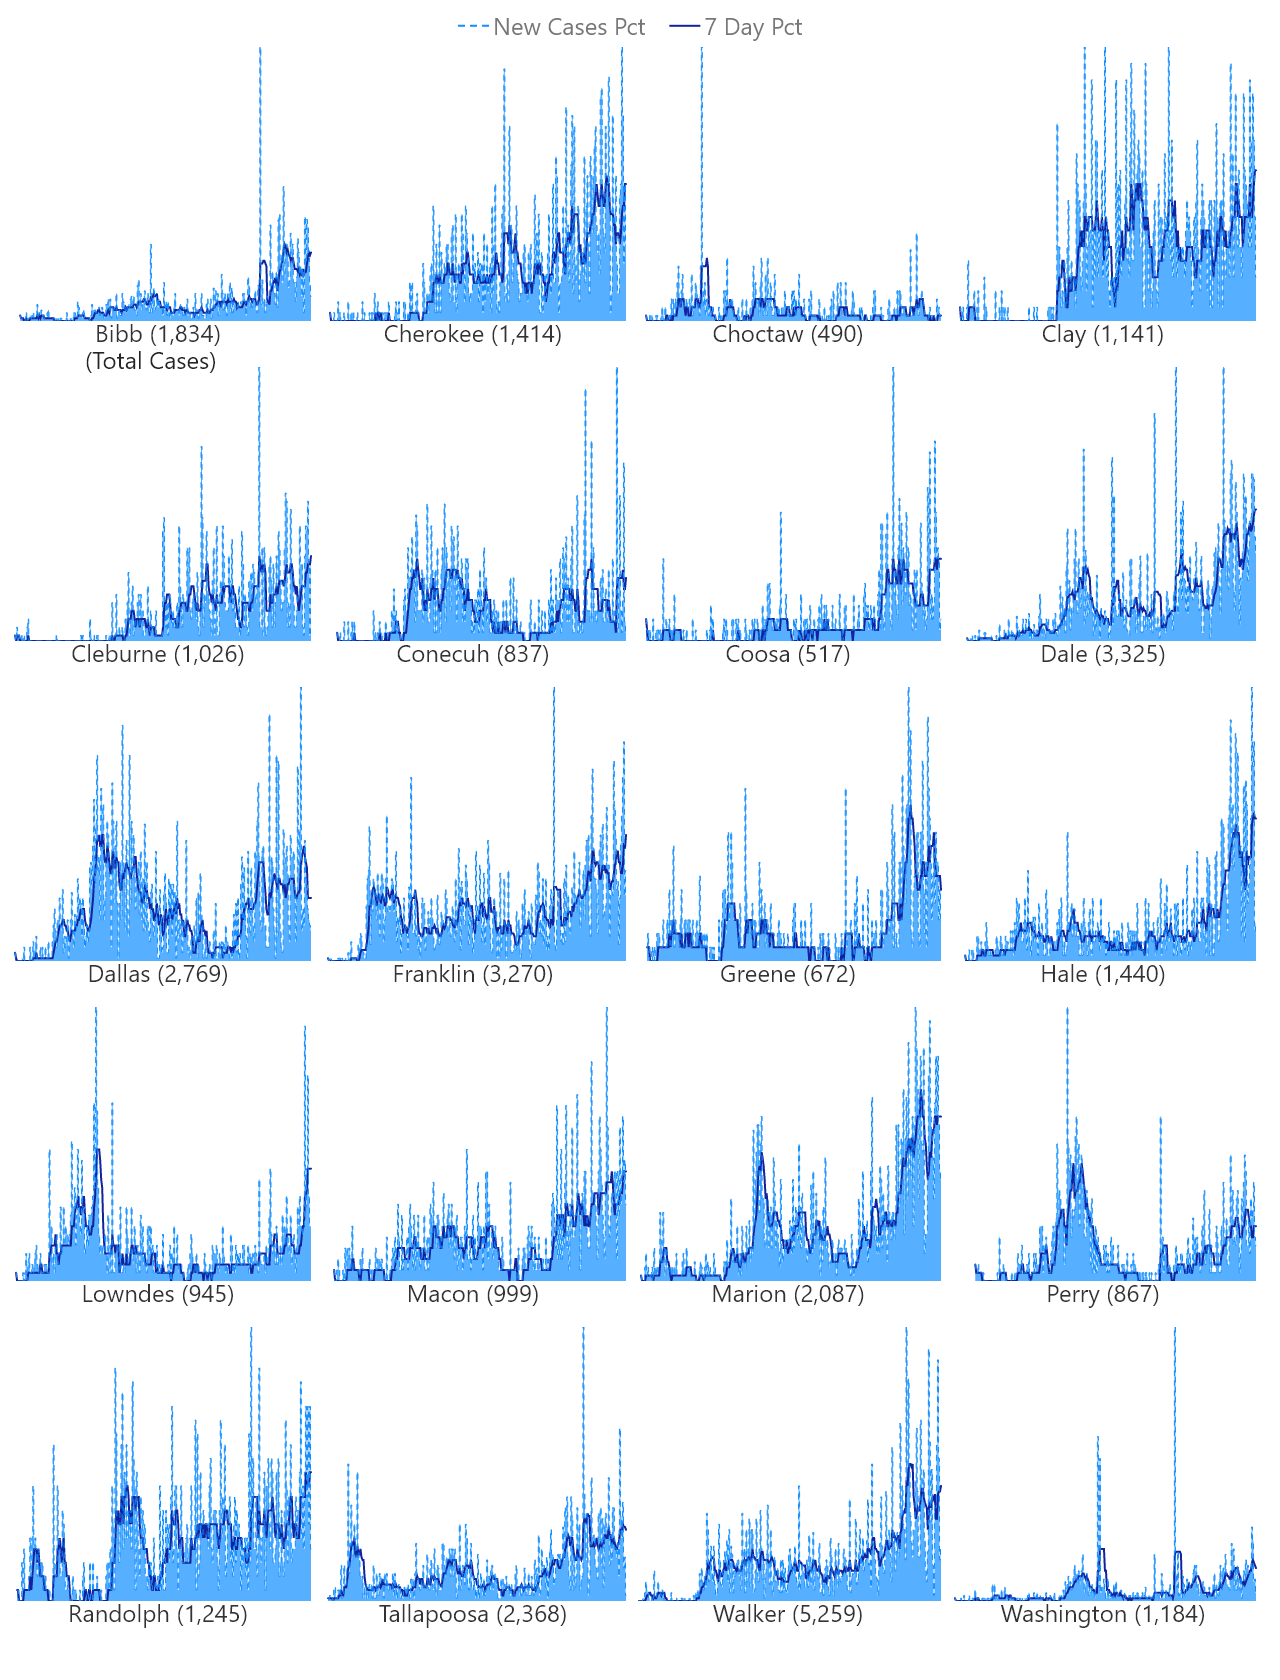 New Cases Pct 7 Day Pct
Bibb (1,834) Cherokee (1,414) Choctaw (490) Clay (1,141)
(Total Cases)
Cleburne (1,026) Conecuh (837) Coosa (517) Dale (3,325)
Dallas (2,769) Franklin (3,270) Greene (672) Hale (1,440)
Lowndes (945) Macon (999) Marion (2,087) Perry (867)
Randolph (1,245) Tallapoosa (2,368) Walker (5,259) Washington (1,184)